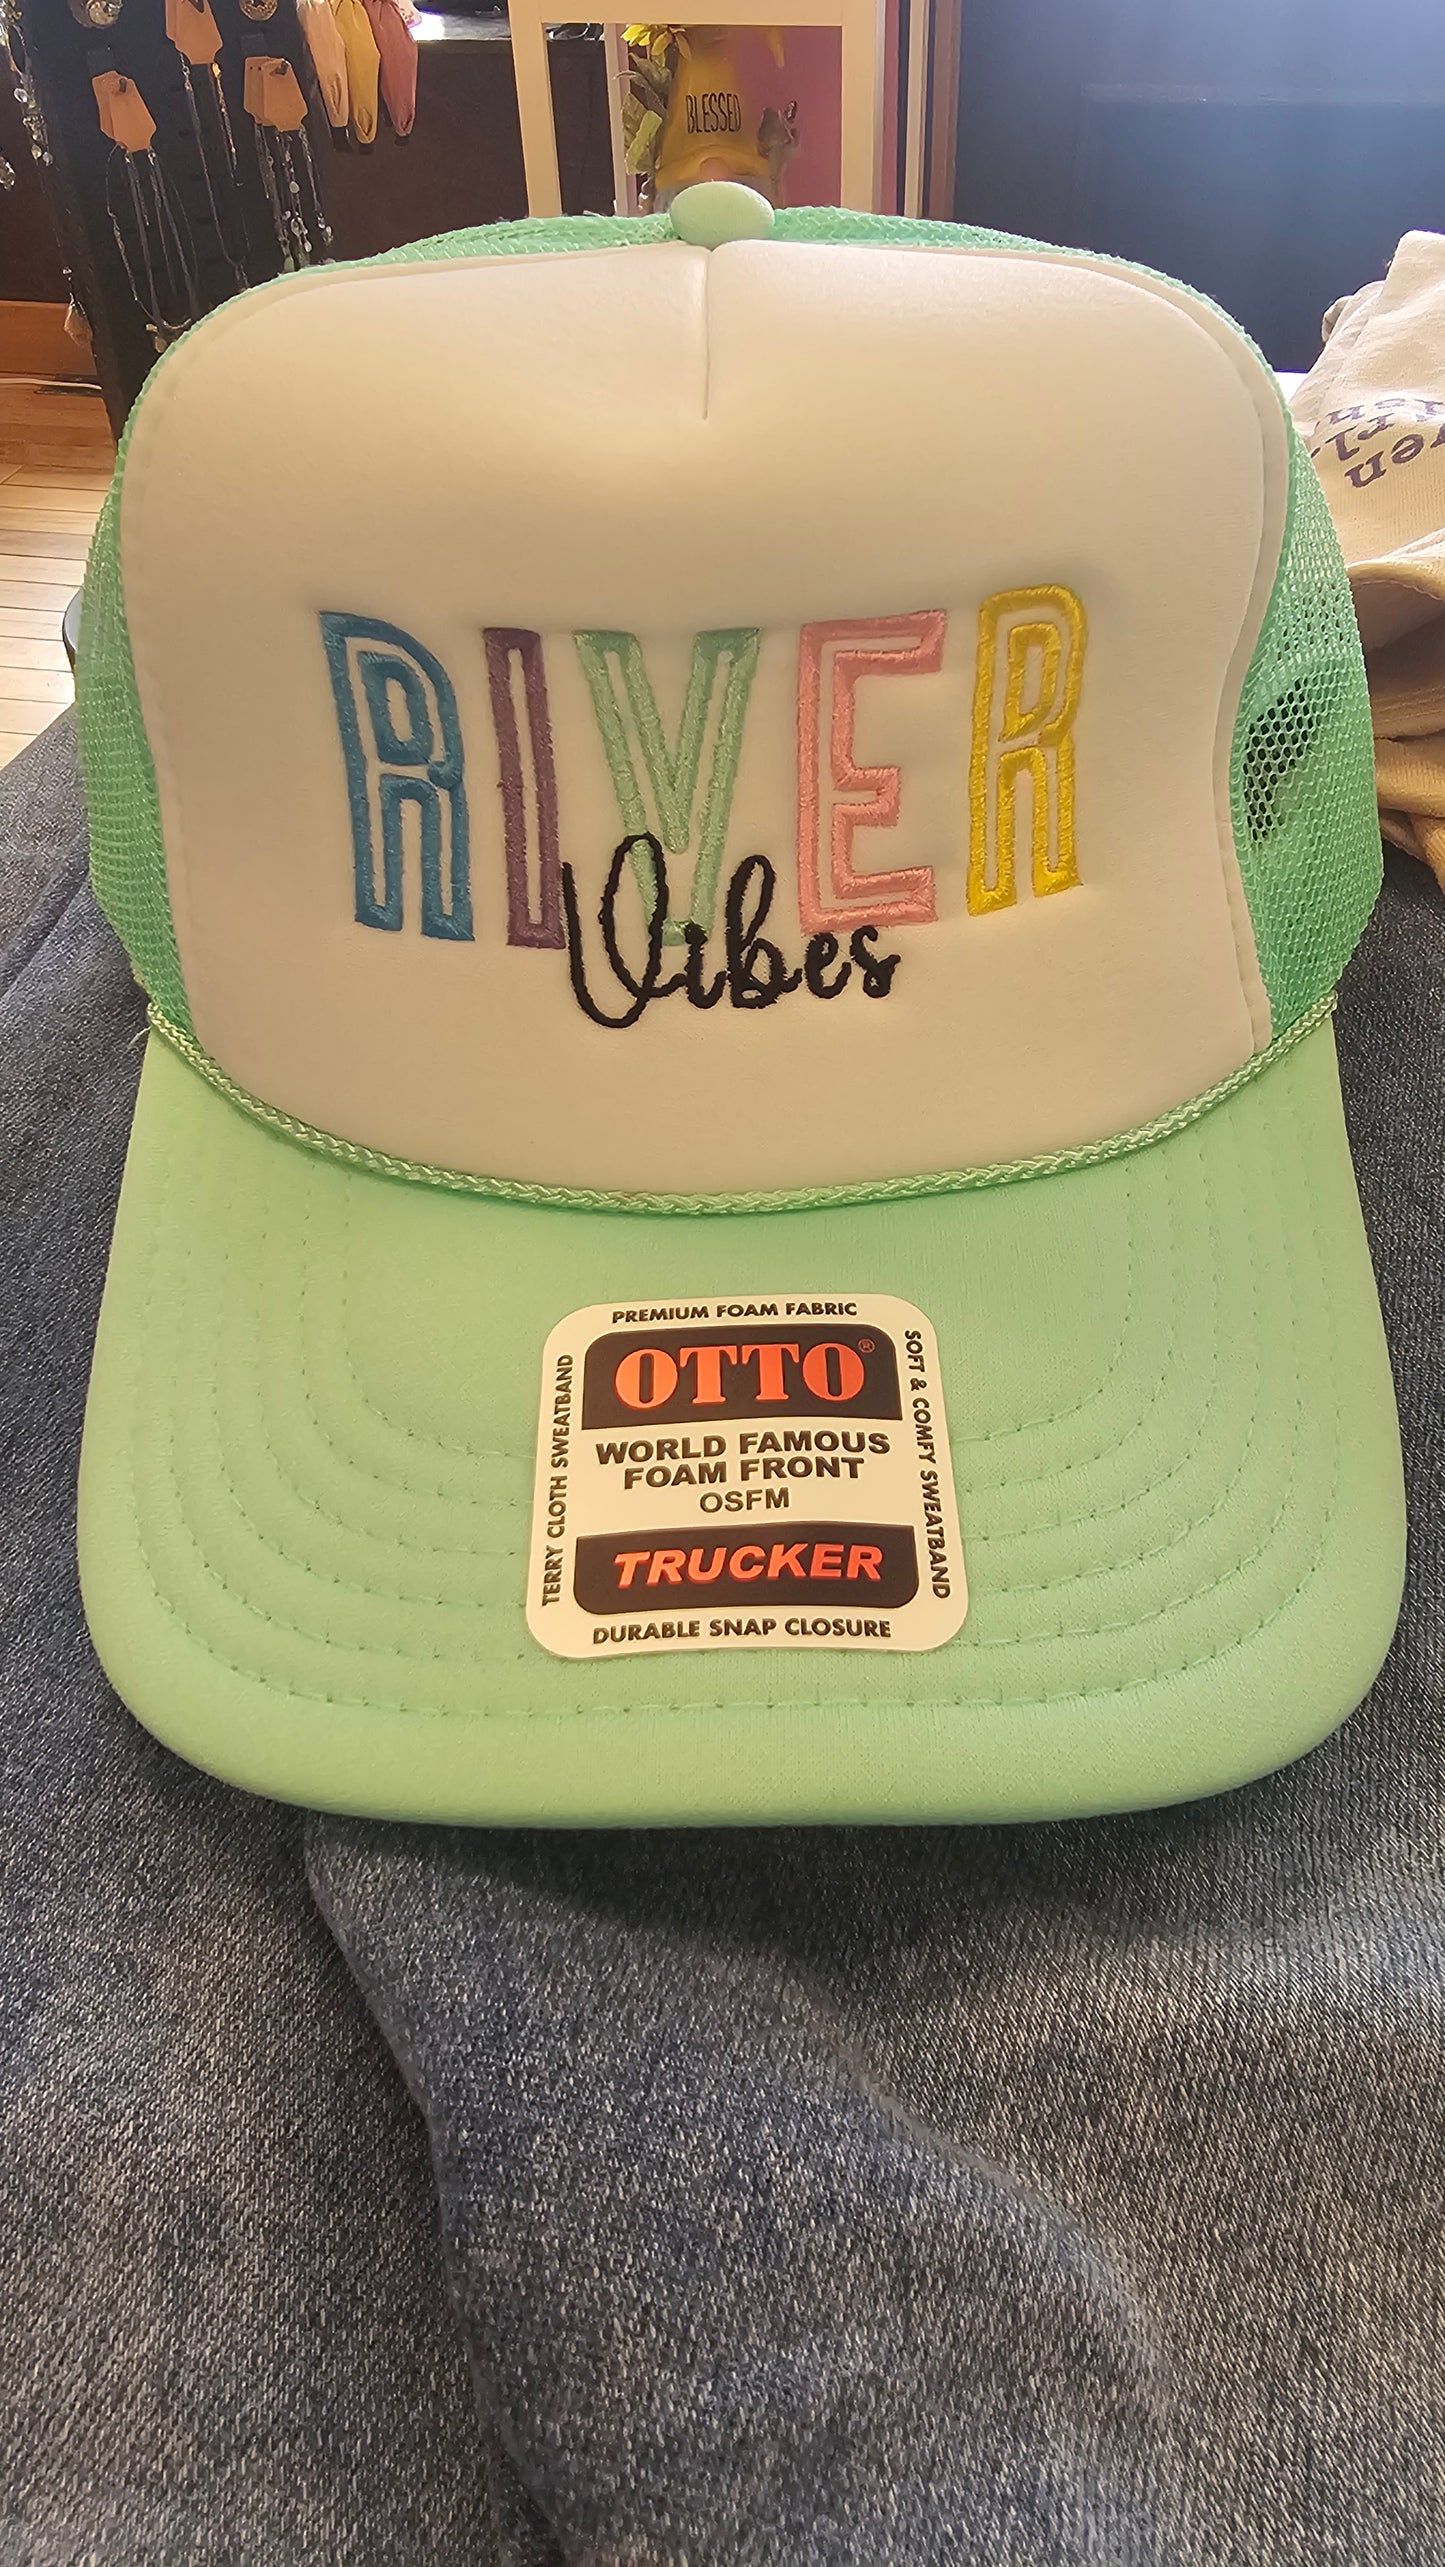 BLESSED
RIVER
Vibes
PREMIUM FOAM FABRIC
OTTO®
WORLD FAMOUS
FOAM FRONT
OSFM
TRUCKER
DURABLE SNAP CLOSURE
TERRY CLOTH SWEATBAND
SOFT & COMFY SWEATBAND